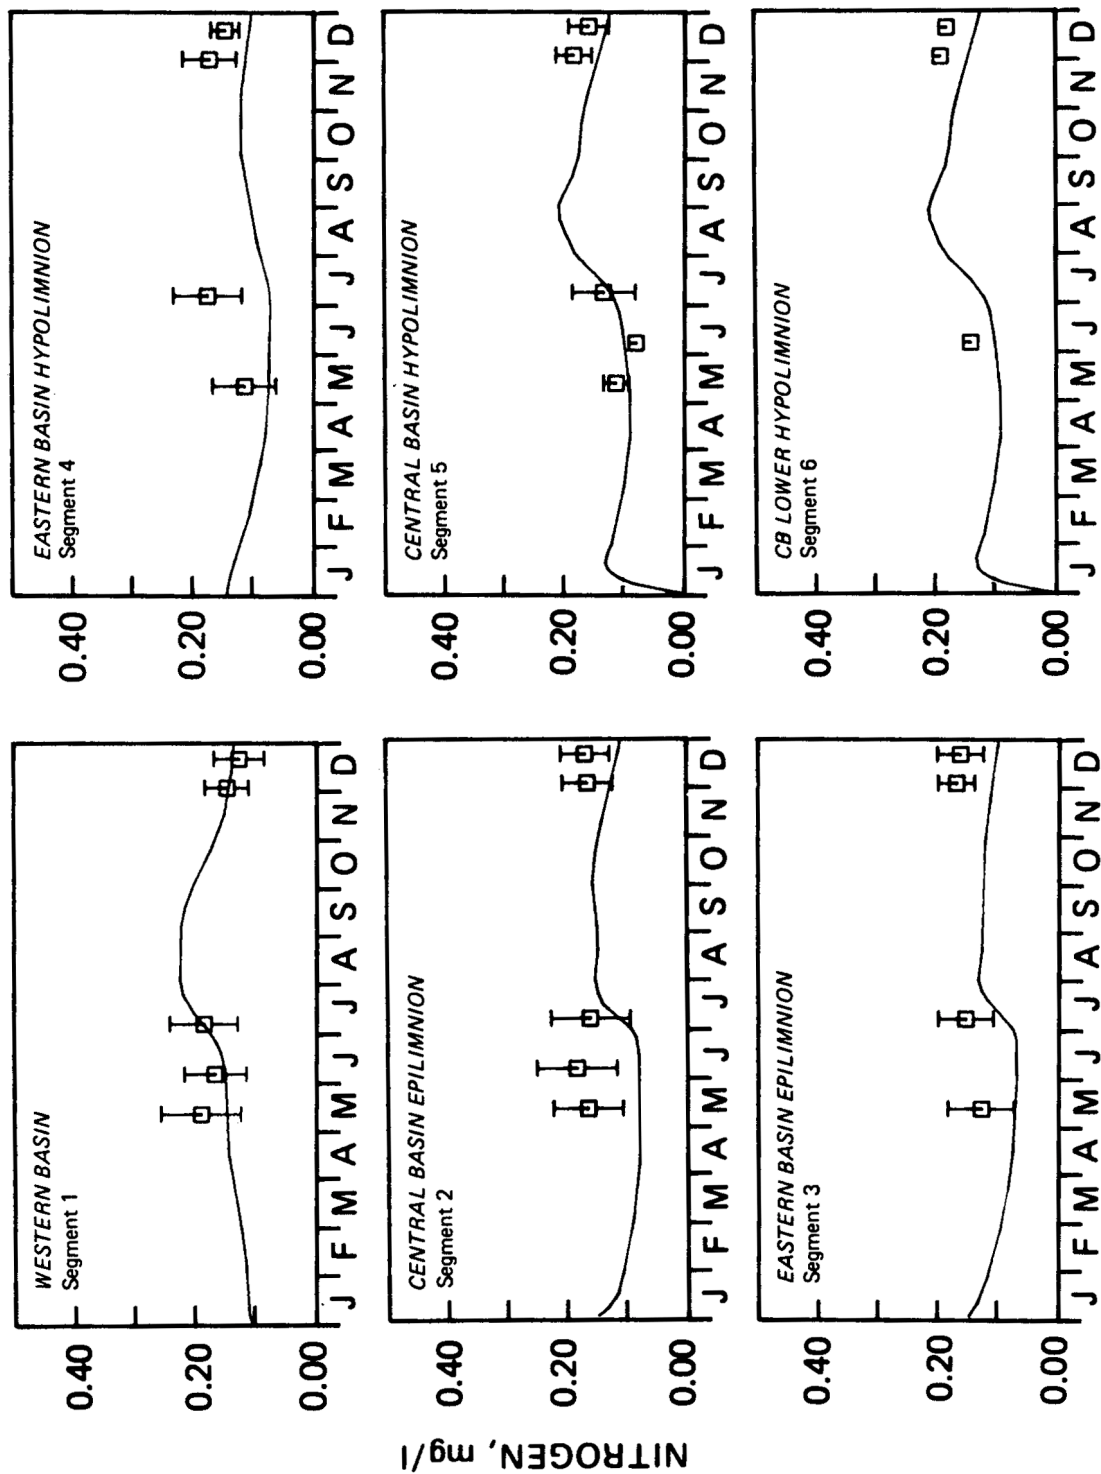 WESTERN BASIN
Segment 1
0.40
0.20
0.00
J'F'M'A'M'J'J'A'S'O'N'D
EASTERN BASIN HYPOLIMNION
Segment 4
0.40
0.20
0.00
J'F'M'A'M'J'J'A'S'O'N'D
NITROGEN, mg/l
CENTRAL BASIN EPILIMNION
Segment 2
0.40
0.20
0.00
J'F'M'A'M'J'J'A'S'O'N'D
CENTRAL BASIN HYPOLIMNION
Segment 5
0.40
0.20
0.00
J'F'M'A'M'J'J'A'S'O'N'D
EASTERN BASIN EPILIMNION
Segment 3
0.40
0.20
0.00
J'F'M'A'M'J'J'A'S'O'N'D
CB LOWER HYPOLIMNION
Segment 6
0.40
0.20
0.00
J'F'M'A'M'J'J'A'S'O'N'D